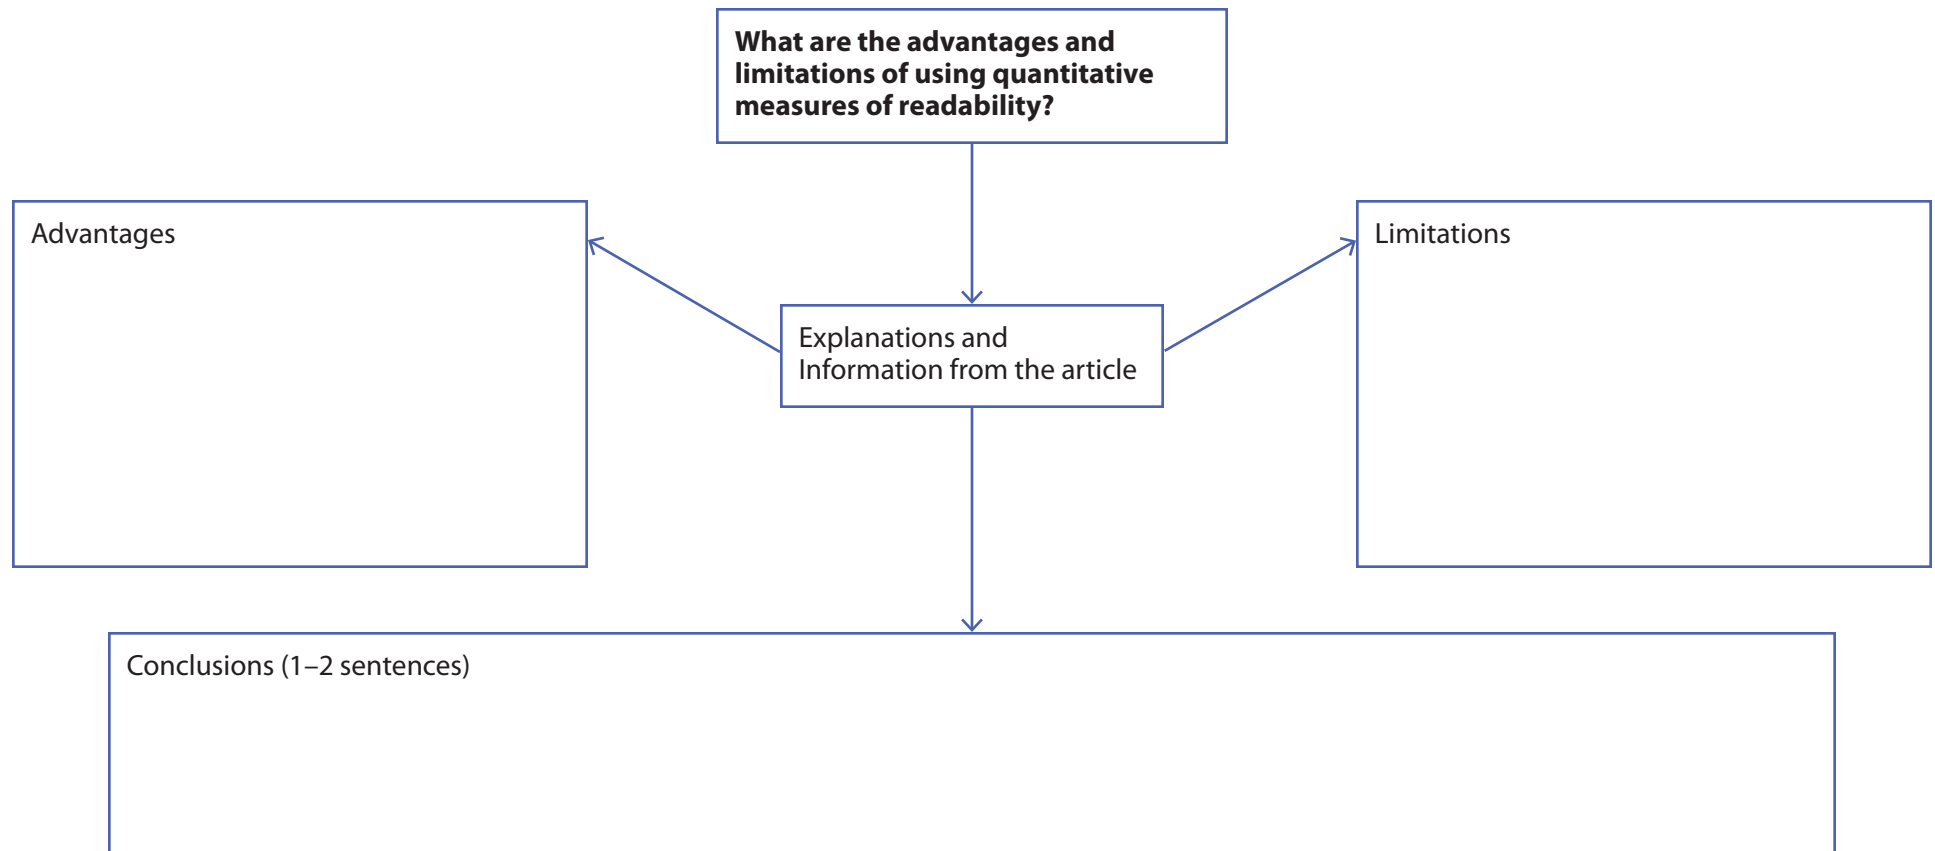 What are the advantages and
limitations of using quantitative
measures of readability?
Advantages
Limitations
Explanations and
Information from the article
Conclusions (1–2 sentences)